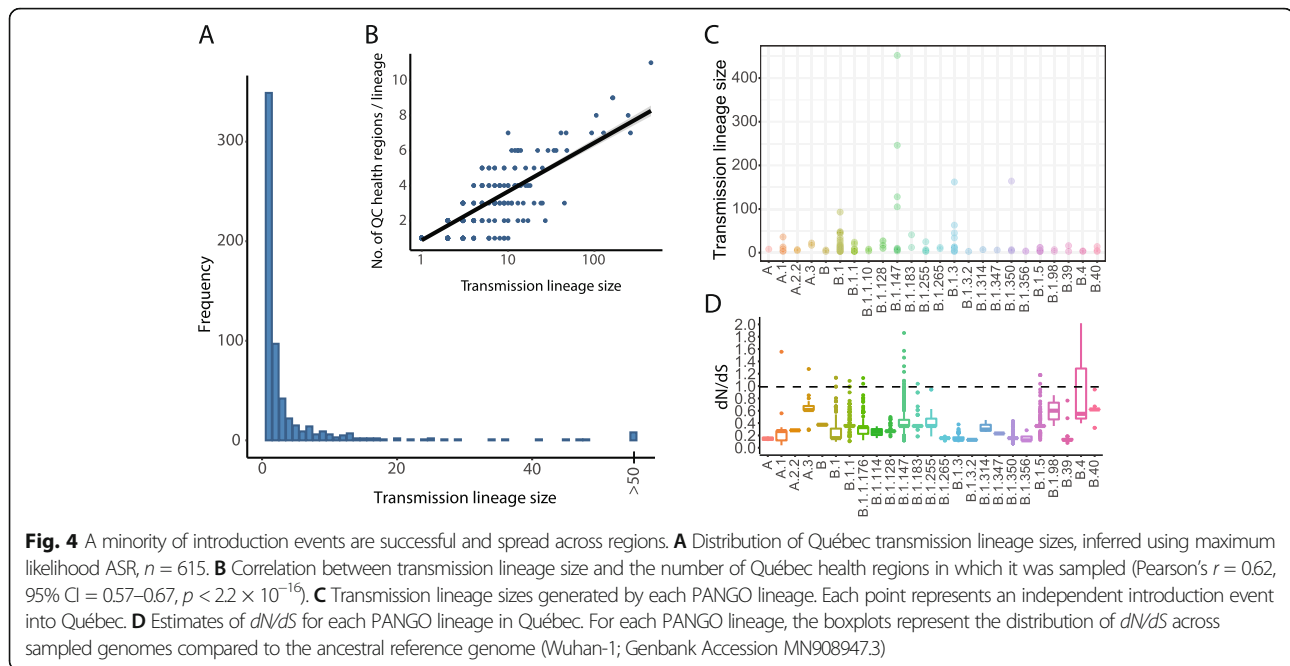 A
Frequency
300
200
100
0
0
20
40
>50
Transmission lineage size
B
No. of QC health regions / lineage
10
8
6
4
2
1
10
100
Transmission lineage size
C
Transmission lineage size
400
300
200
100
0
A
A.1
A.2.2
A.3
B
B.1
B.1.1
B.1.1.10
B.1.128
B.1.147
B.1.183
B.1.255
B.1.265
B.1.3
B.1.3.2
B.1.314
B.1.347
B.1.350
B.1.356
B.1.5
B.1.98
B.39
B.4
B.40
D
dN/dS
2.0
1.8
1.6
1.4
1.2
1.0
0.8
0.6
0.4
0.2
0.0
A
A.1
A.2.2
A.3
B
B.1
B.1.1
B.1.1.176
B.1.114
B.1.128
B.1.147
B.1.183
B.1.255
B.1.265
B.1.3
B.1.3.2
B.1.314
B.1.347
B.1.350
B.1.356
B.1.5
B.1.98
B.39
B.4
B.40
Fig. 4 A minority of introduction events are successful and spread across regions. A Distribution of Québec transmission lineage sizes, inferred using maximum
likelihood ASR, n = 615. B Correlation between transmission lineage size and the number of Québec health regions in which it was sampled (Pearson's r = 0.62,
95% CI = 0.57–0.67, p < 2.2 × 10⁻¹⁶). C Transmission lineage sizes generated by each PANGO lineage. Each point represents an independent introduction event
into Québec. D Estimates of dN/dS for each PANGO lineage in Québec. For each PANGO lineage, the boxplots represent the distribution of dN/dS across
sampled genomes compared to the ancestral reference genome (Wuhan-1; Genbank Accession MN908947.3)